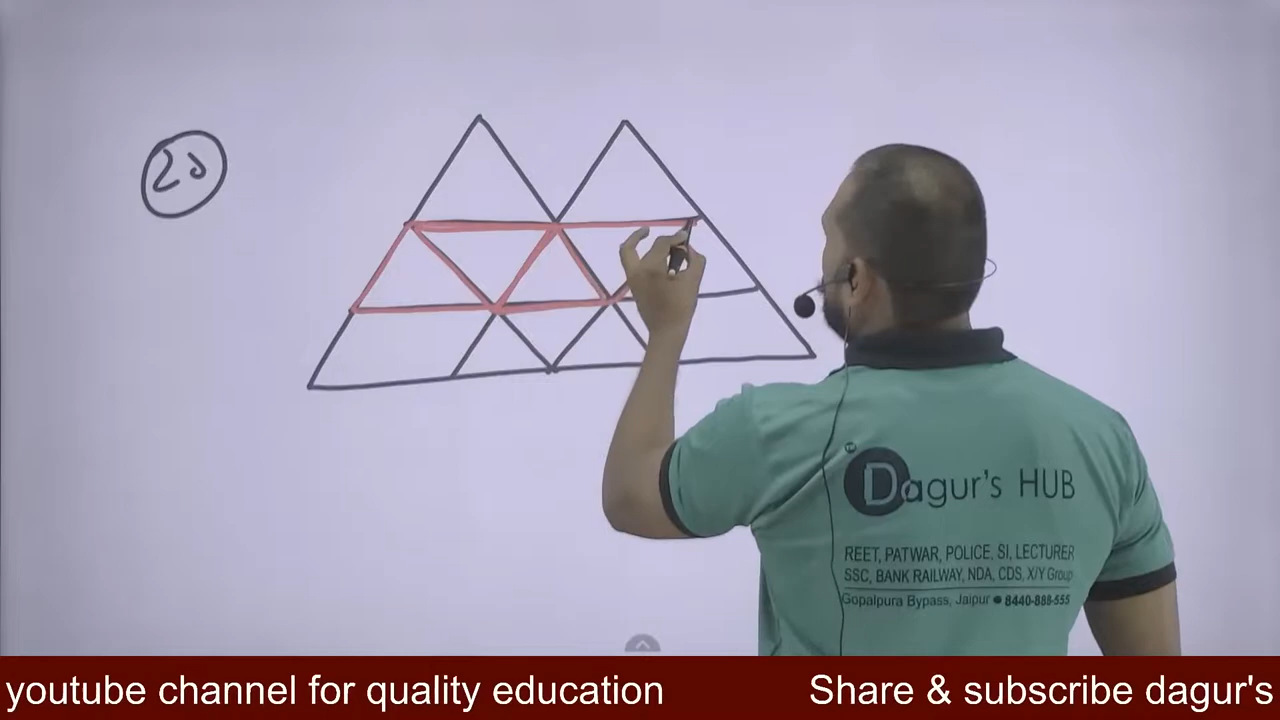 20
Dagur's HUB
REET, PATWAR, POLICE, SI, LECTURER
SSC, BANK RAILWAY, NDA, CDS, X/Y Group
Gopalpura Bypass, Jaipur ● 8440-888-555
youtube channel for quality education
Share & subscribe dagur's